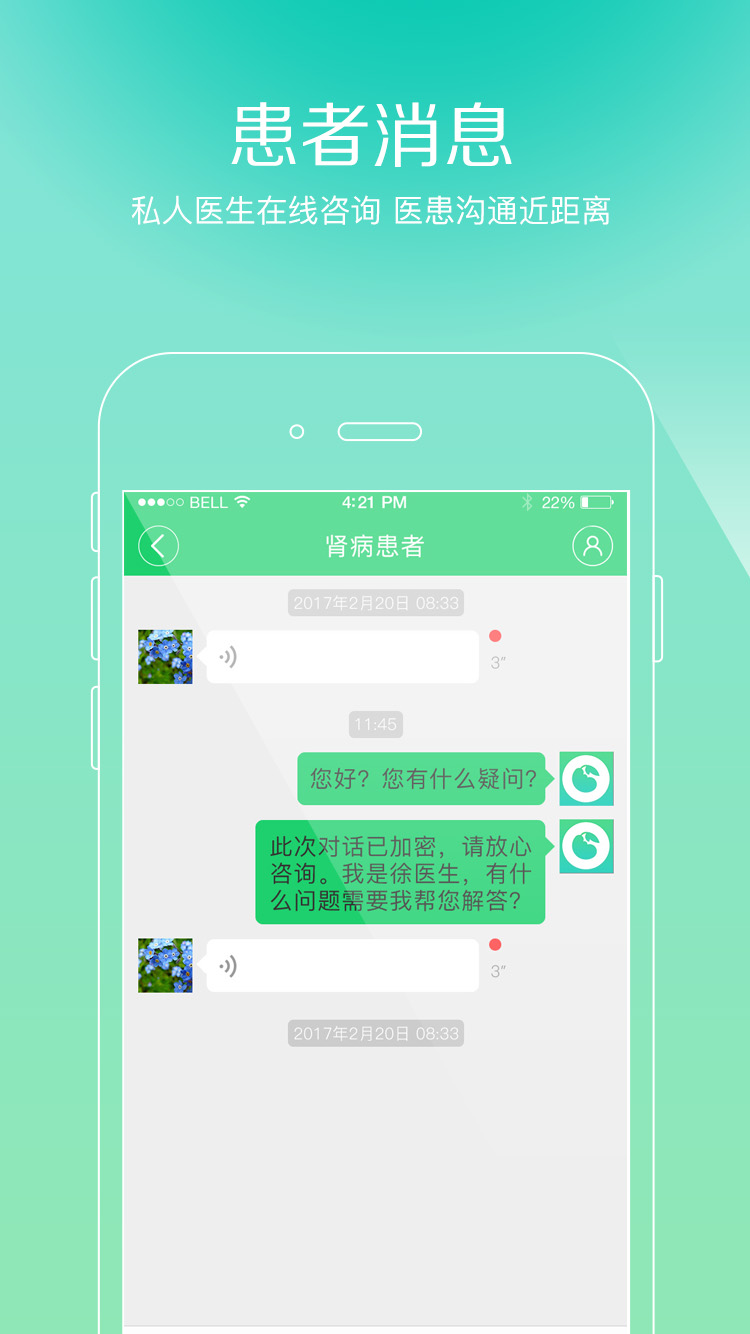 患者消息
私人医生在线咨询 医患沟通近距离
BELL 4:21 PM 22%
肾病患者
2017年2月20日 08:33
3”
11:45
您好？您有什么疑问?
此次对话已加密，请放心
咨询。我是徐医生，有什
么问题需要我帮您解答？
3”
2017年2月20日 08:33